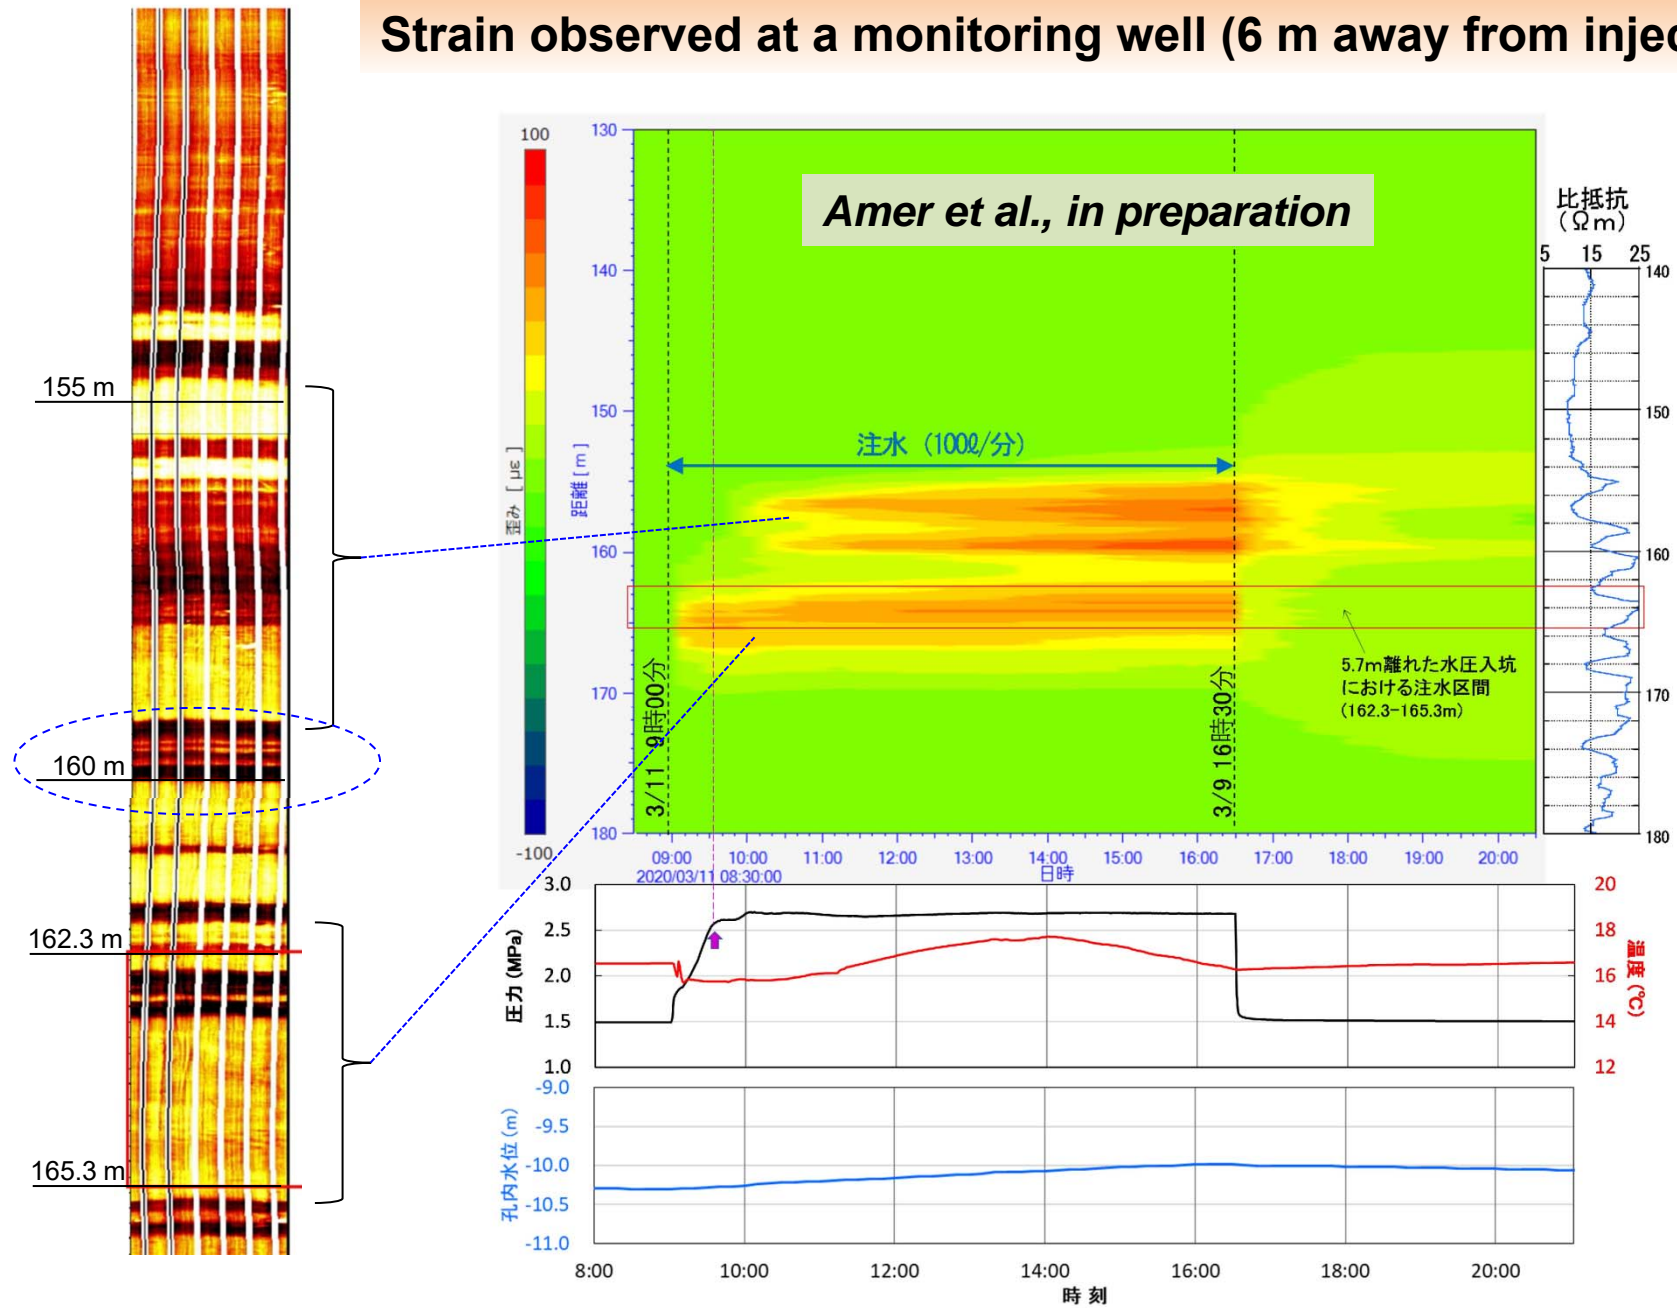 Strain observed at a monitoring well (6 m away from injec
Amer et al., in preparation
155 m
160 m
162.3 m
165.3 m
100
-100
歪み [ με ]
距離 [ m ]
130
140
150
160
170
180
注水 (100ℓ/分)
3/11 9時00分
3/9 16時30分
5.7m離れた水圧入坑
における注水区間
(162.3-165.3m)
09:00 10:00 11:00 12:00 13:00 14:00 15:00 16:00 17:00 18:00 19:00 20:00
2020/03/11 08:30:00
日時
比抵抗
(Ωm)
5 15 25
140
150
160
170
180
圧力 (MPa)
3.0
2.5
2.0
1.5
1.0
20
18
16
14
12
温度 (℃)
孔内水位 (m)
-9.0
-9.5
-10.0
-10.5
-11.0
8:00 10:00 12:00 14:00 16:00 18:00 20:00
時刻